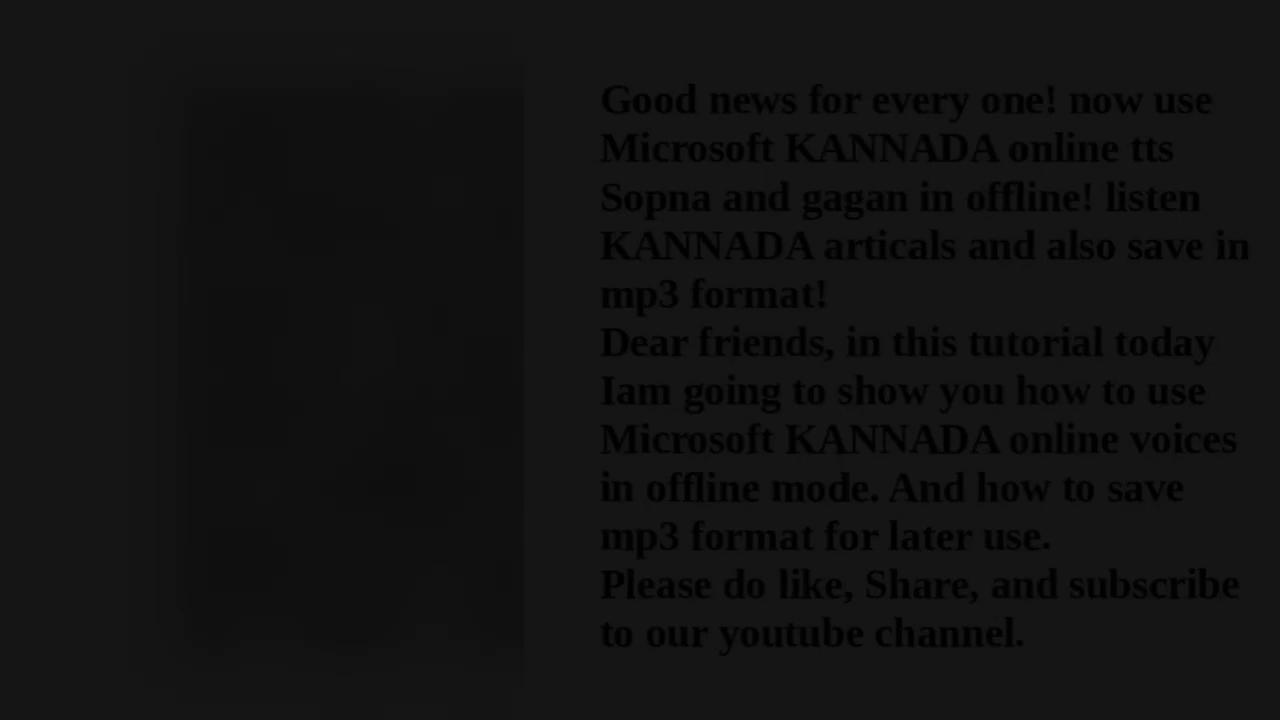 Good news for every one! now use
Microsoft KANNADA online tts
Sopna and gagan in offline! listen
KANNADA articals and also save in
mp3 format!
Dear friends, in this tutorial today
Iam going to show you how to use
Microsoft KANNADA online voices
in offline mode. And how to save
mp3 format for later use.
Please do like, Share, and subscribe
to our youtube channel.